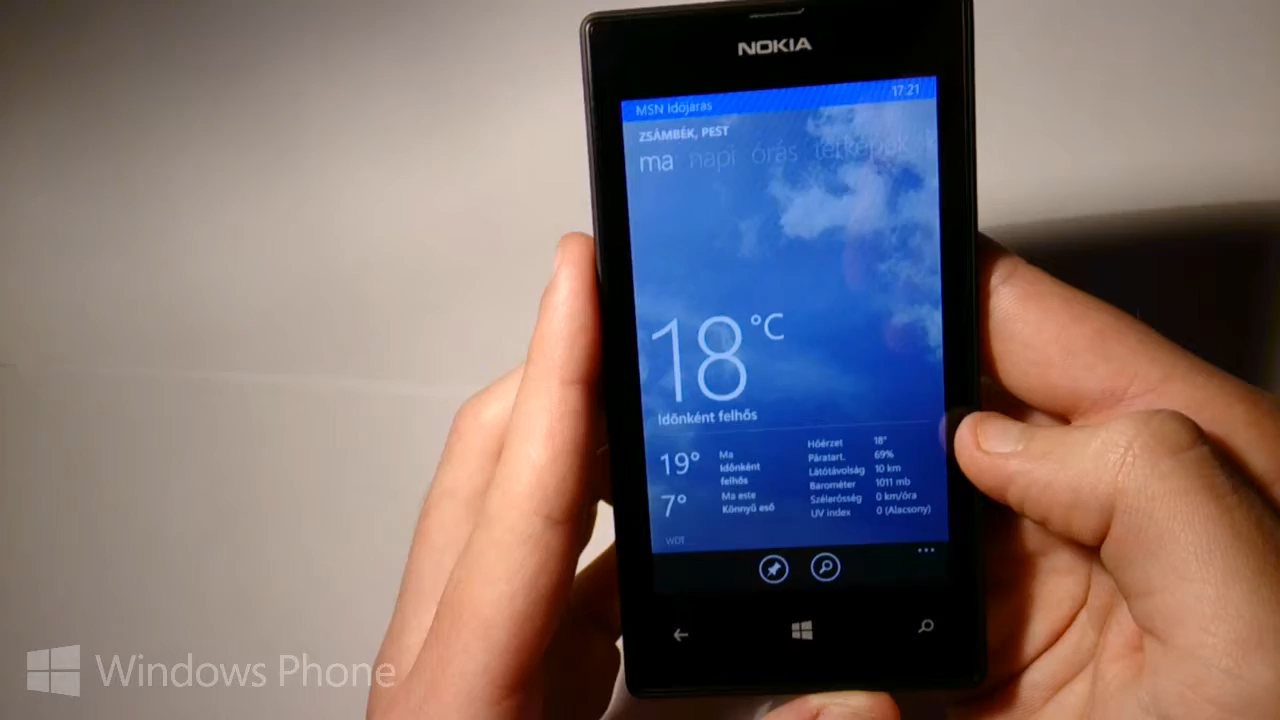 NOKIA
MSN Időjárás 17:21
ZSÁMBÉK, PEST
ma napi órás térképek
18 °C
Időnként felhős
19° Ma
Időnként
felhős
7° Ma este
Könnyű eső
Hőérzet 18°
Páratart. 69%
Látótávolság 10 km
Barométer 1011 mb
Szélerősség 0 km/óra
UV index 0 (Alacsony)
WDT
Windows Phone